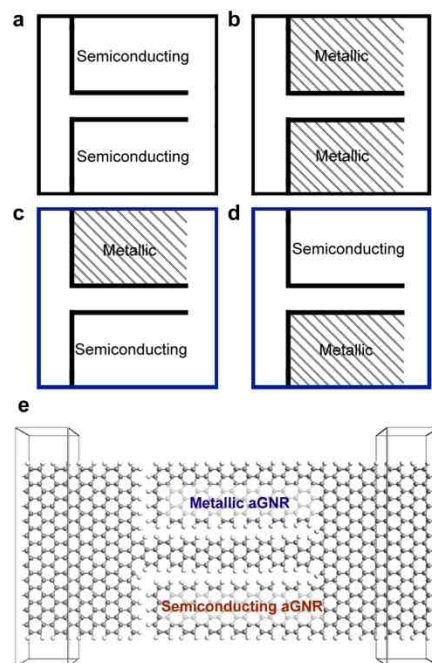 a
Semiconducting
Semiconducting
b
Metallic
Metallic
c
Metallic
Semiconducting
d
Semiconducting
Metallic
e
Metallic aGNR
Semiconducting aGNR